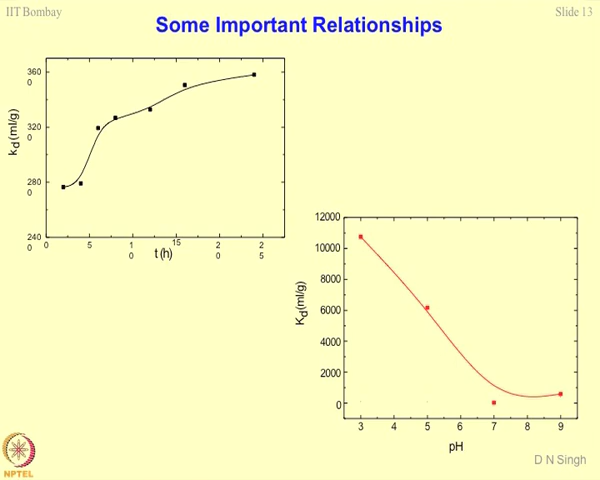 IIT Bombay
Slide 13
Some Important Relationships
360
0
320
0
280
0
240
0
kd(ml/g)
0
5
1
0
15
2
0
2
5
t (h)
12000
10000
8000
6000
4000
2000
0
Kd(ml/g)
3 4 5 6 7 8 9
pH
NPTEL
D N Singh